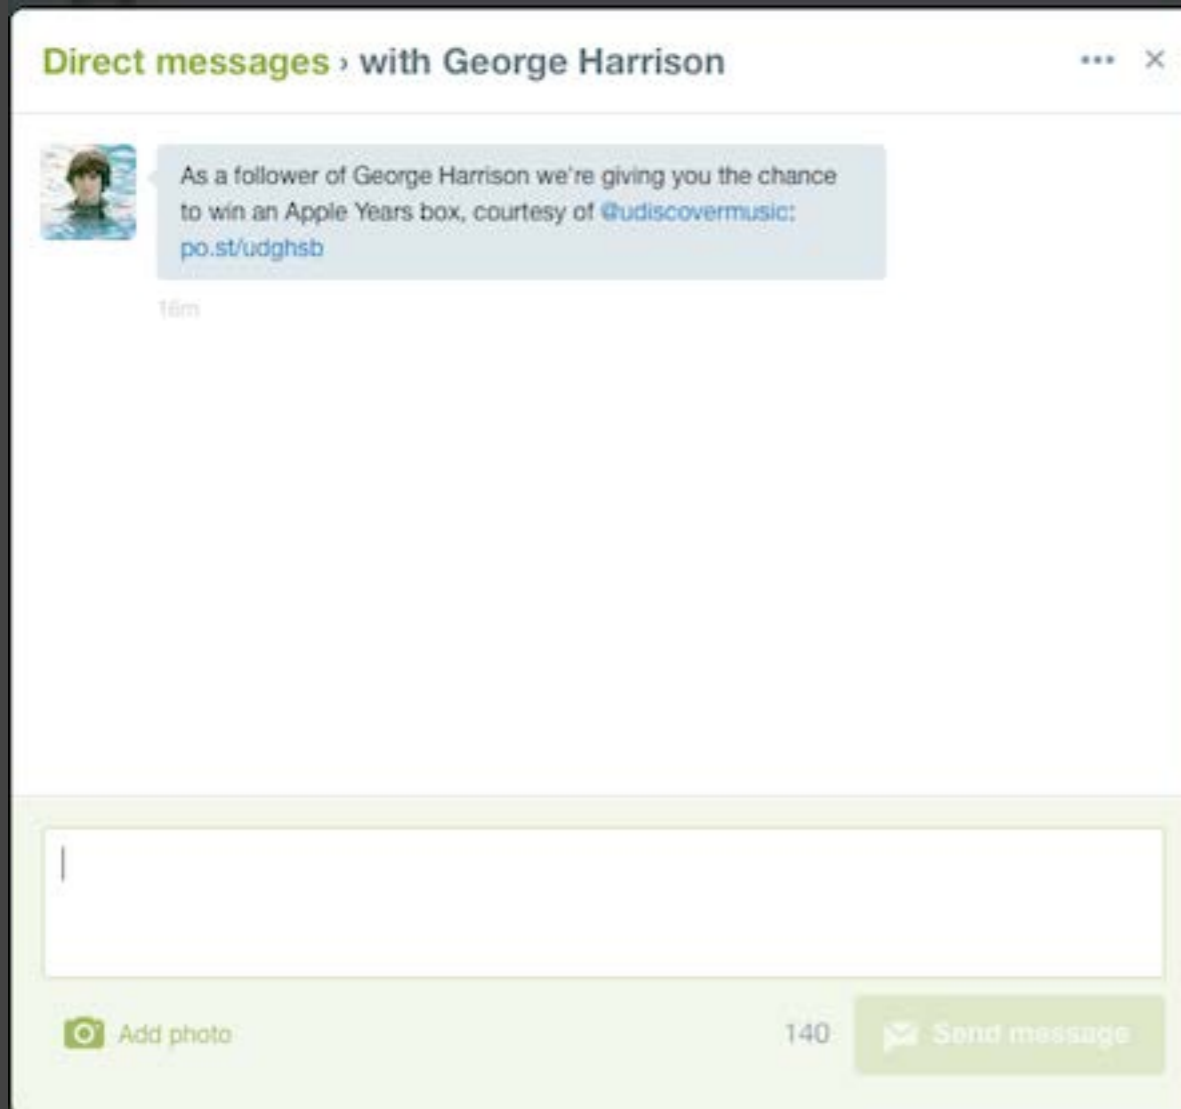 Direct messages › with George Harrison
As a follower of George Harrison we're giving you the chance
to win an Apple Years box, courtesy of @udiscovermusic:
po.st/udghsb
16m
Add photo
140
Send message